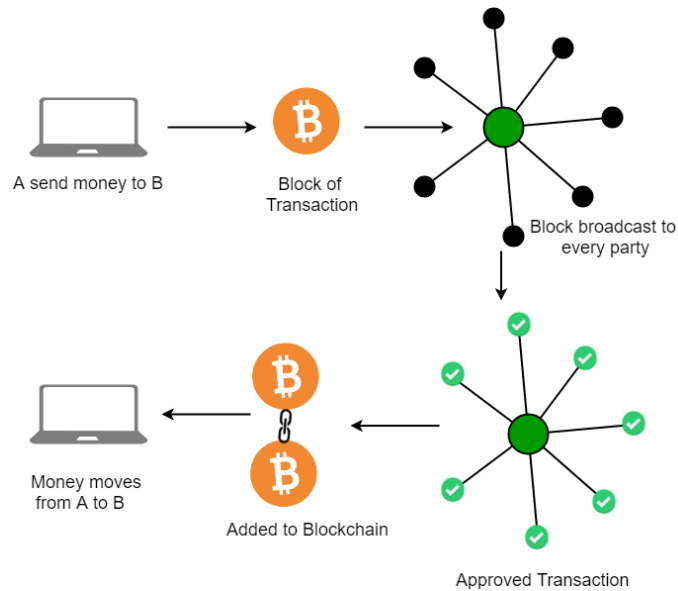 A send money to B
Block of
Transaction
Block broadcast to
every party
Money moves
from A to B
Added to Blockchain
Approved Transaction